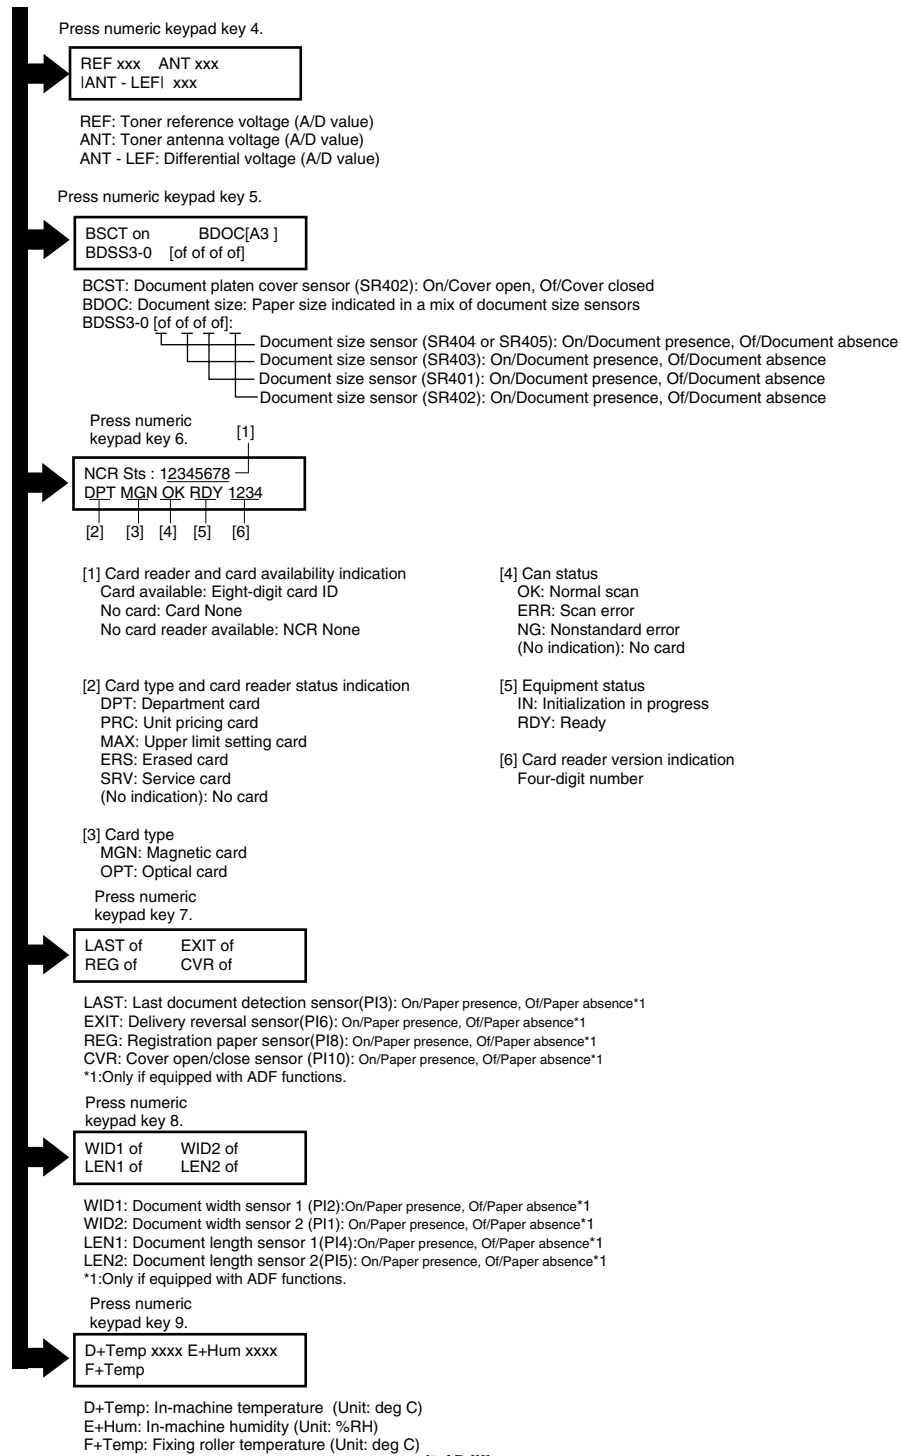 Press numeric keypad key 4.
REF xxx ANT xxx
|ANT - LEF| xxx
REF: Toner reference voltage (A/D value)
ANT: Toner antenna voltage (A/D value)
ANT - LEF: Differential voltage (A/D value)
Press numeric keypad key 5.
BSCT on BDOC[A3 ]
BDSS3-0 [of of of of]
BCST: Document platen cover sensor (SR402): On/Cover open, Of/Cover closed
BDOC: Document size: Paper size indicated in a mix of document size sensors
BDSS3-0 [of of of of]:
Document size sensor (SR404 or SR405): On/Document presence, Of/Document absence
Document size sensor (SR403): On/Document presence, Of/Document absence
Document size sensor (SR401): On/Document presence, Of/Document absence
Document size sensor (SR402): On/Document presence, Of/Document absence
Press numeric
keypad key 6.
[1]
NCR Sts : 12345678
DPT MGN OK RDY 1234
[2] [3] [4] [5] [6]
[1] Card reader and card availability indication
Card available: Eight-digit card ID
No card: Card None
No card reader available: NCR None
[2] Card type and card reader status indication
DPT: Department card
PRC: Unit pricing card
MAX: Upper limit setting card
ERS: Erased card
SRV: Service card
(No indication): No card
[3] Card type
MGN: Magnetic card
OPT: Optical card
[4] Can status
OK: Normal scan
ERR: Scan error
NG: Nonstandard error
(No indication): No card
[5] Equipment status
IN: Initialization in progress
RDY: Ready
[6] Card reader version indication
Four-digit number
Press numeric
keypad key 7.
LAST of EXIT of
REG of CVR of
LAST: Last document detection sensor(PI3): On/Paper presence, Of/Paper absence*1
EXIT: Delivery reversal sensor(PI6): On/Paper presence, Of/Paper absence*1
REG: Registration paper sensor(PI8): On/Paper presence, Of/Paper absence*1
CVR: Cover open/close sensor (PI10): On/Paper presence, Of/Paper absence*1
*1:Only if equipped with ADF functions.
Press numeric
keypad key 8.
WID1 of WID2 of
LEN1 of LEN2 of
WID1: Document width sensor 1 (PI2):On/Paper presence, Of/Paper absence*1
WID2: Document width sensor 2 (PI1): On/Paper presence, Of/Paper absence*1
LEN1: Document length sensor 1(PI4):On/Paper presence, Of/Paper absence*1
LEN2: Document length sensor 2(PI5): On/Paper presence, Of/Paper absence*1
*1:Only if equipped with ADF functions.
Press numeric
keypad key 9.
D+Temp xxxx E+Hum xxxx
F+Temp
D+Temp: In-machine temperature (Unit: deg C)
E+Hum: In-machine humidity (Unit: %RH)
F+Temp: Fixing roller temperature (Unit: deg C)